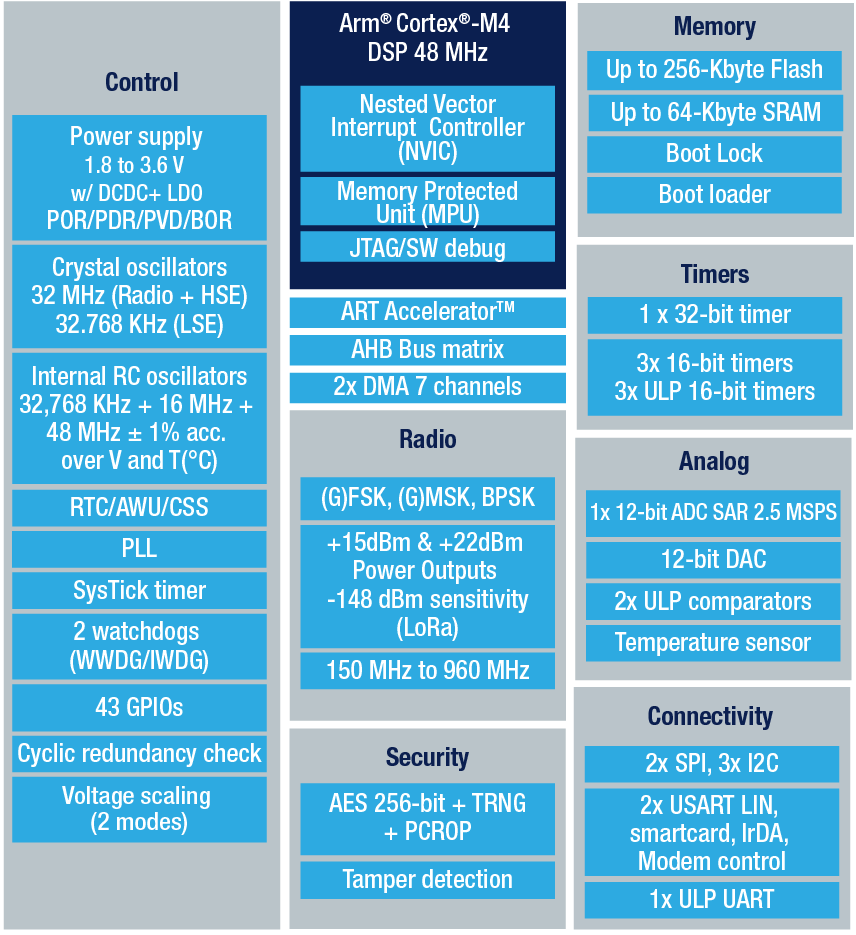 Control
Power supply
1.8 to 3.6 V
w/ DCDC+ LDO
POR/PDR/PVD/BOR
Crystal oscillators
32 MHz (Radio + HSE)
32.768 KHz (LSE)
Internal RC oscillators
32,768 KHz + 16 MHz +
48 MHz ± 1% acc.
over V and T(°C)
RTC/AWU/CSS
PLL
SysTick timer
2 watchdogs
(WWDG/IWDG)
43 GPIOs
Cyclic redundancy check
Voltage scaling
(2 modes)
Arm® Cortex®-M4
DSP 48 MHz
Nested Vector
Interrupt Controller
(NVIC)
Memory Protected
Unit (MPU)
JTAG/SW debug
ART Accelerator™
AHB Bus matrix
2x DMA 7 channels
Radio
(G)FSK, (G)MSK, BPSK
+15dBm & +22dBm
Power Outputs
-148 dBm sensitivity
(LoRa)
150 MHz to 960 MHz
Security
AES 256-bit + TRNG
+ PCROP
Tamper detection
Memory
Up to 256-Kbyte Flash
Up to 64-Kbyte SRAM
Boot Lock
Boot loader
Timers
1 x 32-bit timer
3x 16-bit timers
3x ULP 16-bit timers
Analog
1x 12-bit ADC SAR 2.5 MSPS
12-bit DAC
2x ULP comparators
Temperature sensor
Connectivity
2x SPI, 3x I2C
2x USART LIN,
smartcard, IrDA,
Modem control
1x ULP UART